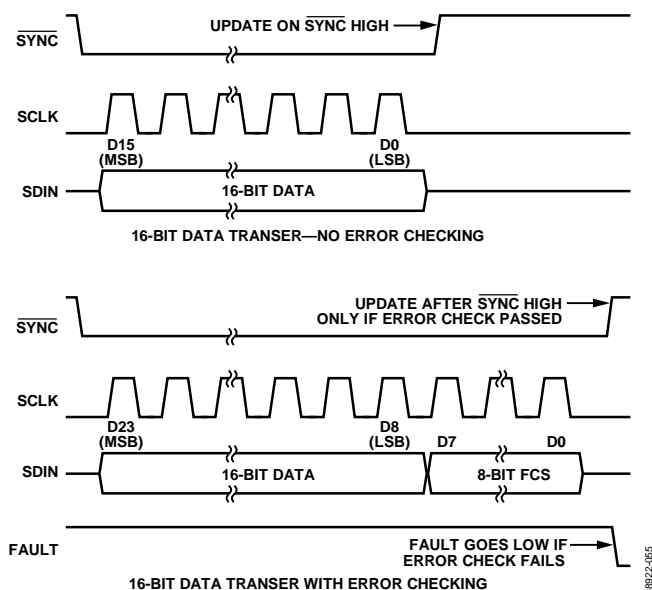 UPDATE ON SYNC HIGH
SYNC
SCLK
D15
(MSB)
D0
(LSB)
SDIN
16-BIT DATA
16-BIT DATA TRANSER—NO ERROR CHECKING
UPDATE AFTER SYNC HIGH
ONLY IF ERROR CHECK PASSED
SYNC
SCLK
D23
(MSB)
D8
(LSB)
D7
D0
SDIN
16-BIT DATA
8-BIT FCS
FAULT
FAULT GOES LOW IF
ERROR CHECK FAILS
16-BIT DATA TRANSER WITH ERROR CHECKING
8922-055